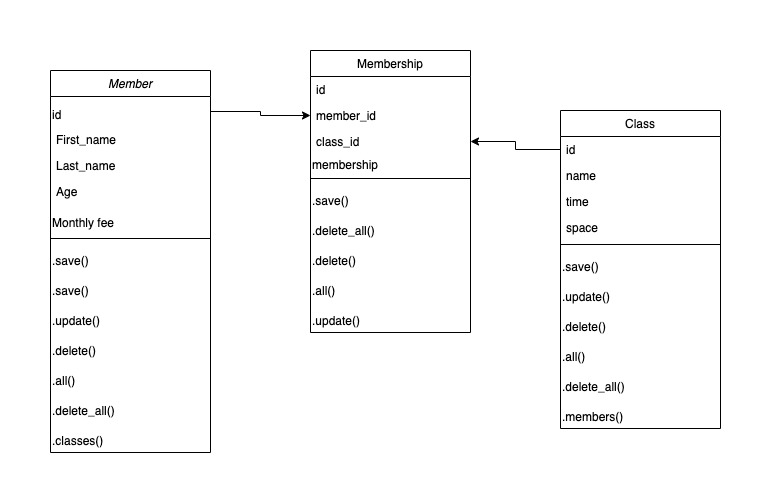 Member
id
First_name
Last_name
Age
Monthly fee
.save()
.save()
.update()
.delete()
.all()
.delete_all()
.classes()
Membership
id
member_id
class_id
membership
.save()
.delete_all()
.delete()
.all()
.update()
Class
id
name
time
space
.save()
.update()
.delete()
.all()
.delete_all()
.members()